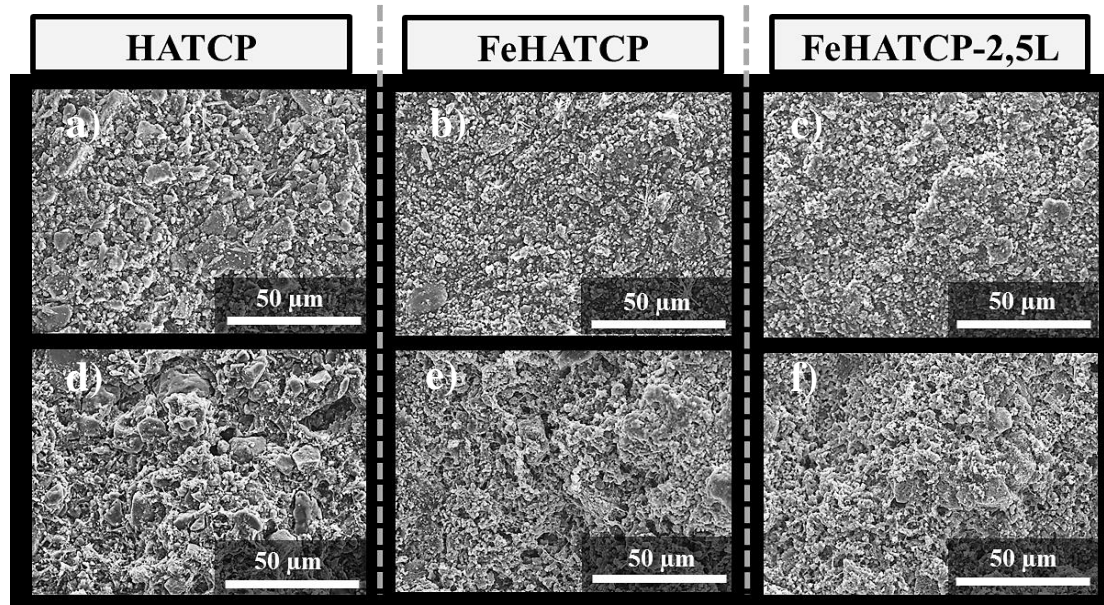 HATCP
FeHATCP
FeHATCP-2,5L
a)
b)
c)
50 µm
50 µm
50 µm
d)
e)
f)
50 µm
50 µm
50 µm